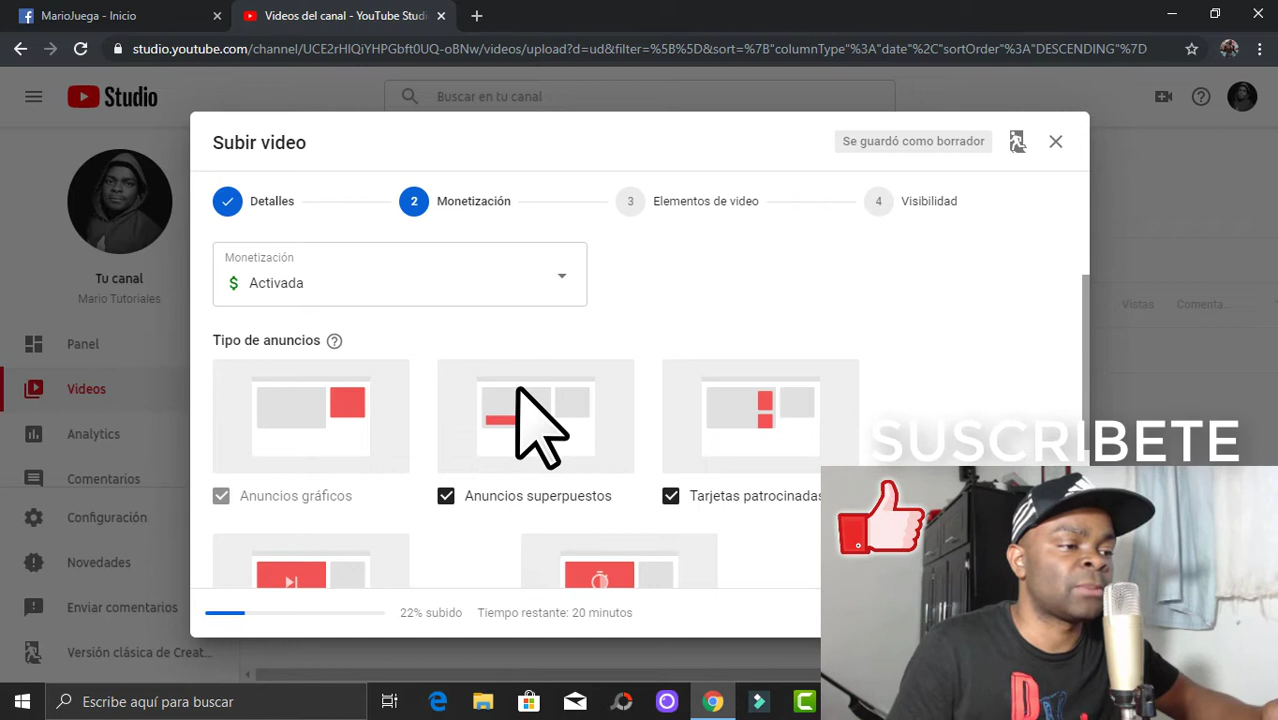 MarioJuega - Inicio
Videos del canal - YouTube Studi
studio.youtube.com/channel/UCE2rHIQiYHPGbft0UQ-oBNw/videos/upload?d=ud&filter=%5B%5D&sort=%7B"columnType"%3A"date"%2C"sortOrder"%3A"DESCENDING"%7D
Studio
Buscar en tu canal
Subir video
Se guardó como borrador
Detalles
2
Monetización
3
Elementos de video
4
Visibilidad
Tu canal
Mario Tutoriales
Panel
Videos
Analytics
Comentarios
Configuración
Novedades
Enviar comentarios
Versión clásica de Creat...
Monetización
$ Activada
Vistas
Comenta...
Tipo de anuncios
Anuncios gráficos
Anuncios superpuestos
Tarjetas patrocinadas
SUSCRIBETE
22% subido
Tiempo restante: 20 minutos
Escribe aquí para buscar